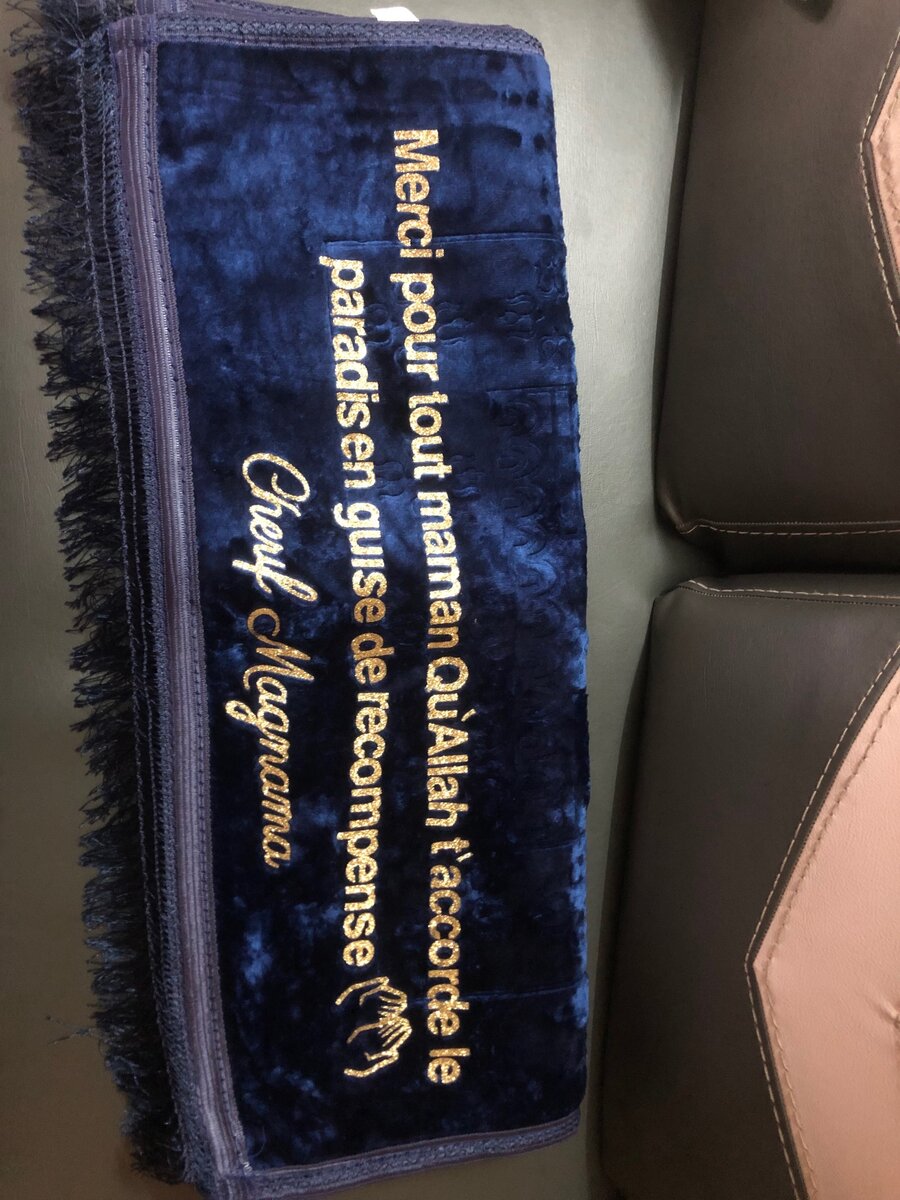 Merci pour tout maman Qu'Allah t'accorde le
paradis en guise de recompense
Cheryl Magnama